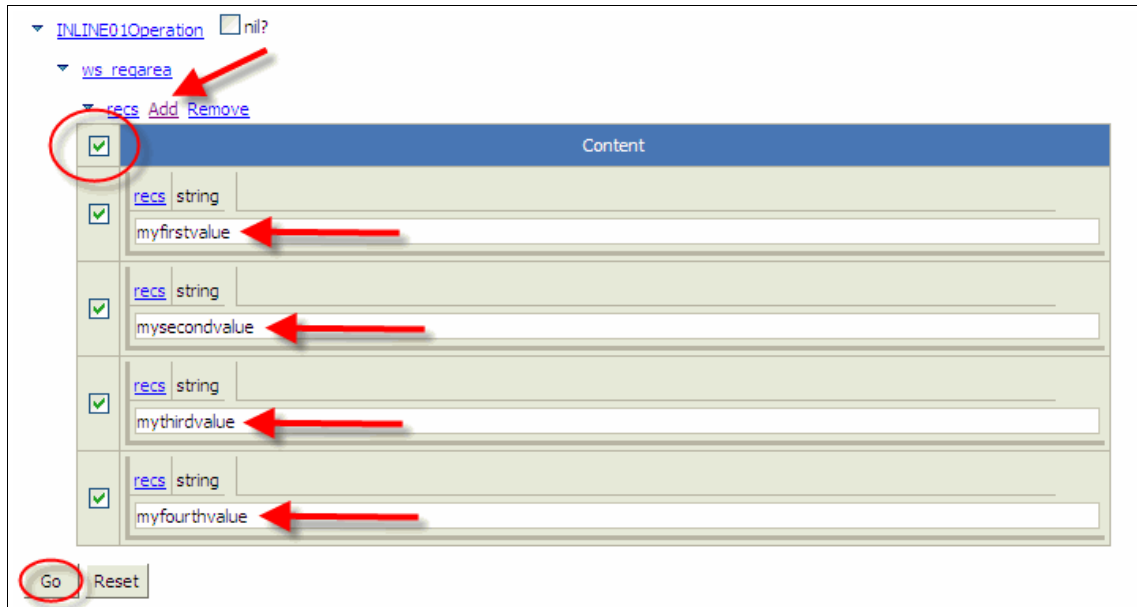 INLINE01Operation nil?
ws_reqarea
recs Add Remove
Content
recs string
myfirstvalue
recs string
mysecondvalue
recs string
mythirdvalue
recs string
myfourthvalue
Go Reset